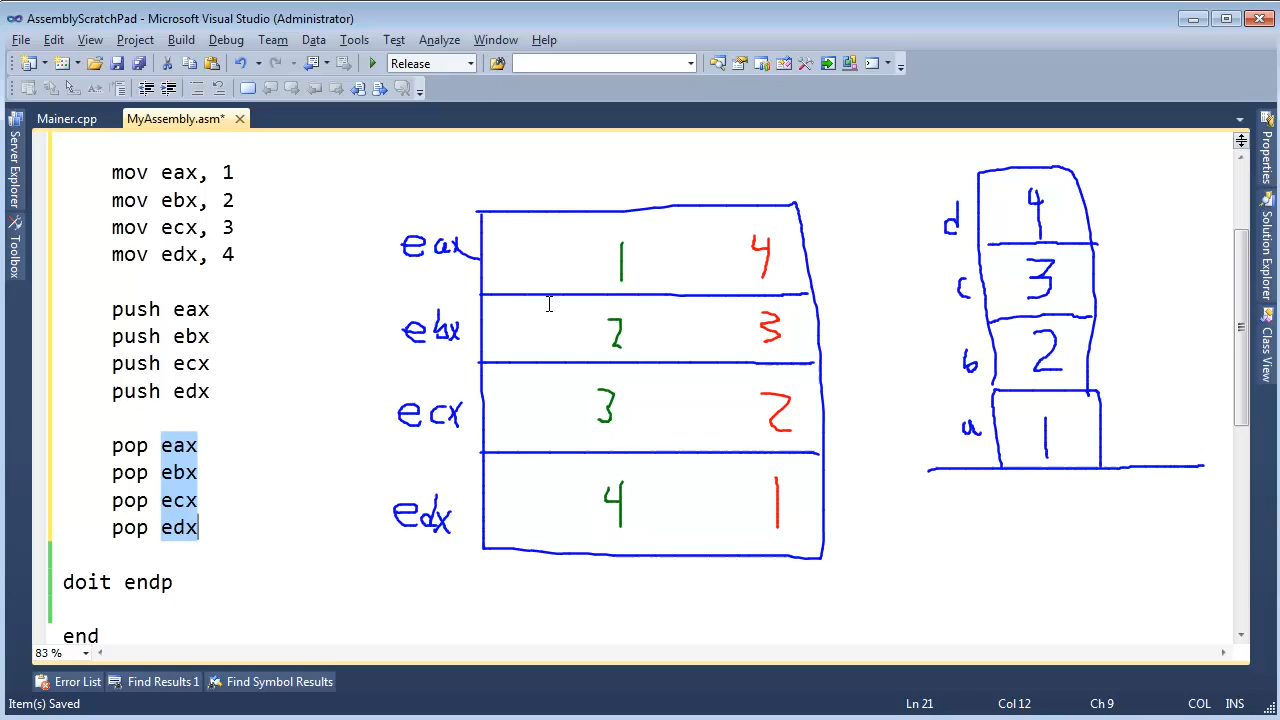 AssemblyScratchPad - Microsoft Visual Studio (Administrator)
File Edit View Project Build Debug Team Data Tools Test Analyze Window Help
Release
Mainer.cpp MyAssembly.asm*
Server Explorer
Toolbox
mov eax, 1
mov ebx, 2
mov ecx, 3
mov edx, 4
push eax
push ebx
push ecx
push edx
pop eax
pop ebx
pop ecx
pop edx
doit endp
end
eax 1 4
ebx 2 3
ecx 3 2
edx 4 1
d 4
c 3
b 2
a 1
Properties
Solution Explorer
Class View
83 %
Error List Find Results 1 Find Symbol Results
Item(s) Saved Ln 21 Col 12 Ch 9 COL INS